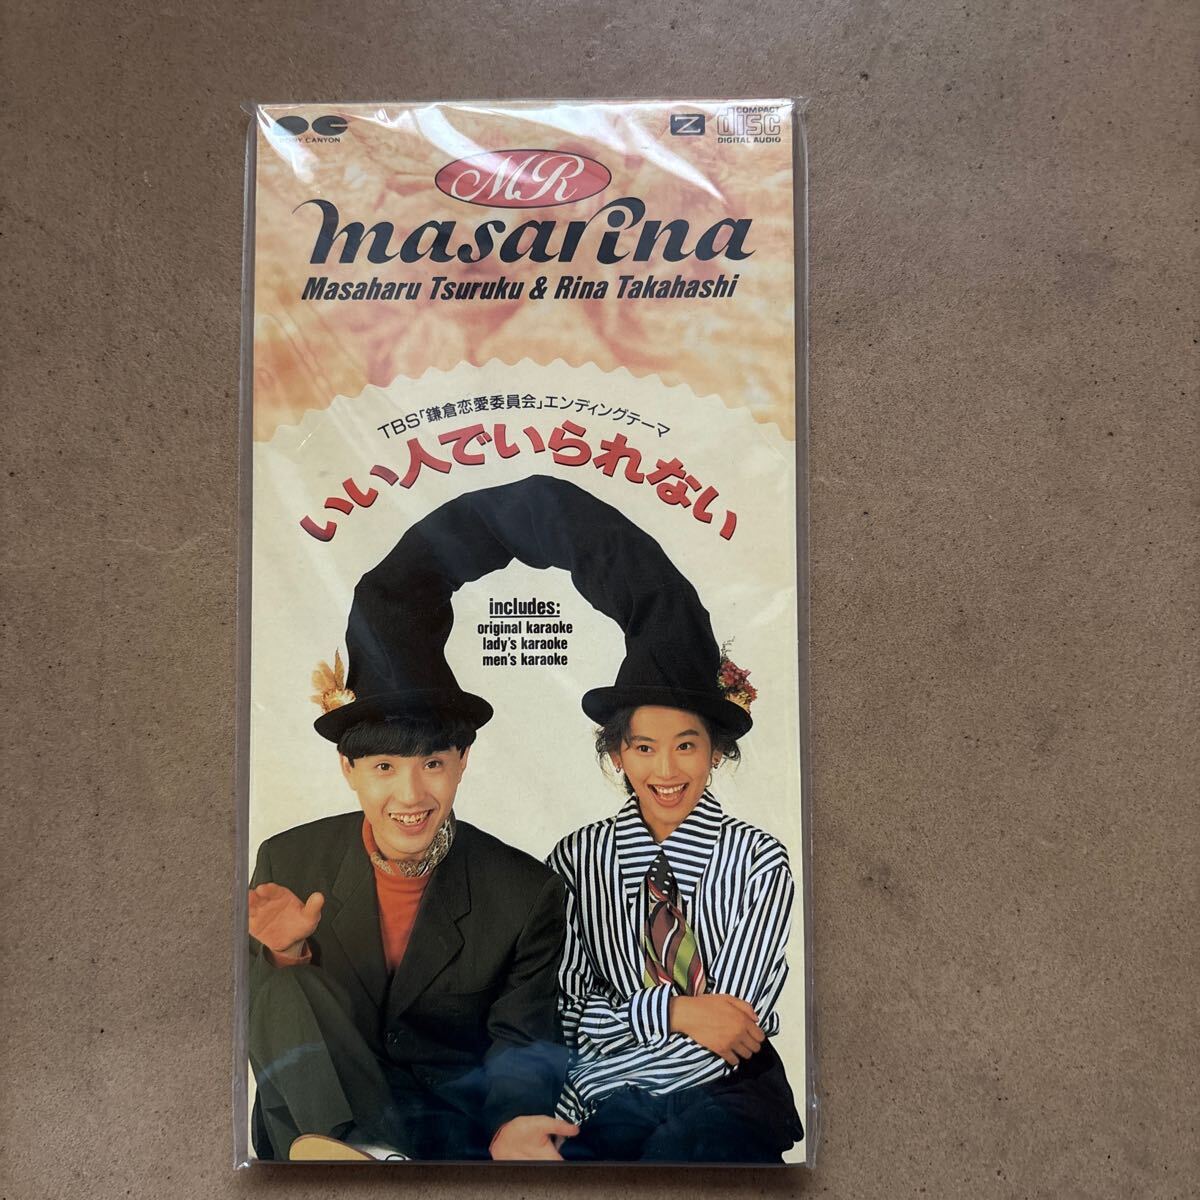 PONY CANYON
Z
COMPACT
disc
DIGITAL AUDIO
MR
masarina
Masaharu Tsuruku & Rina Takahashi
TBS「鎌倉恋愛委員会」エンディングテーマ
いい人でいられない
includes:
original karaoke
lady's karaoke
men's karaoke